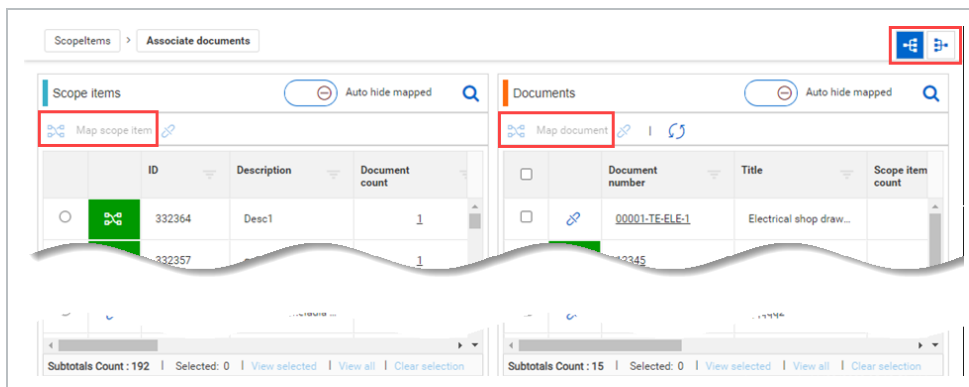 ScopeItems > Associate documents
Scope items
Auto hide mapped
Map scope item
ID Description Document count
332364 Desc1 1
332357 1
Subtotals Count : 192 | Selected: 0 | View selected | View all | Clear selection
Documents
Auto hide mapped
Map document |
Document number Title Scope item count
00001-TE-ELE-1 Electrical shop draw...
12345
Subtotals Count : 15 | Selected: 0 | View selected | View all | Clear selection